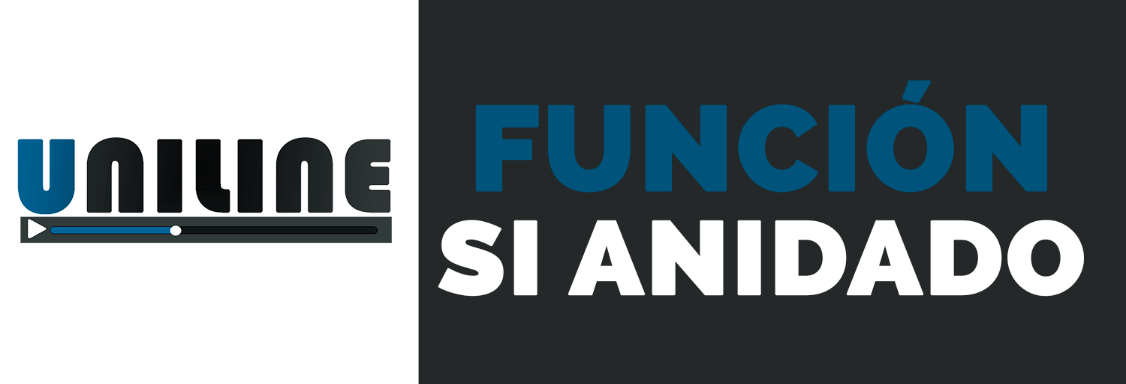 UNILINE
FUNCIÓN
SI ANIDADO